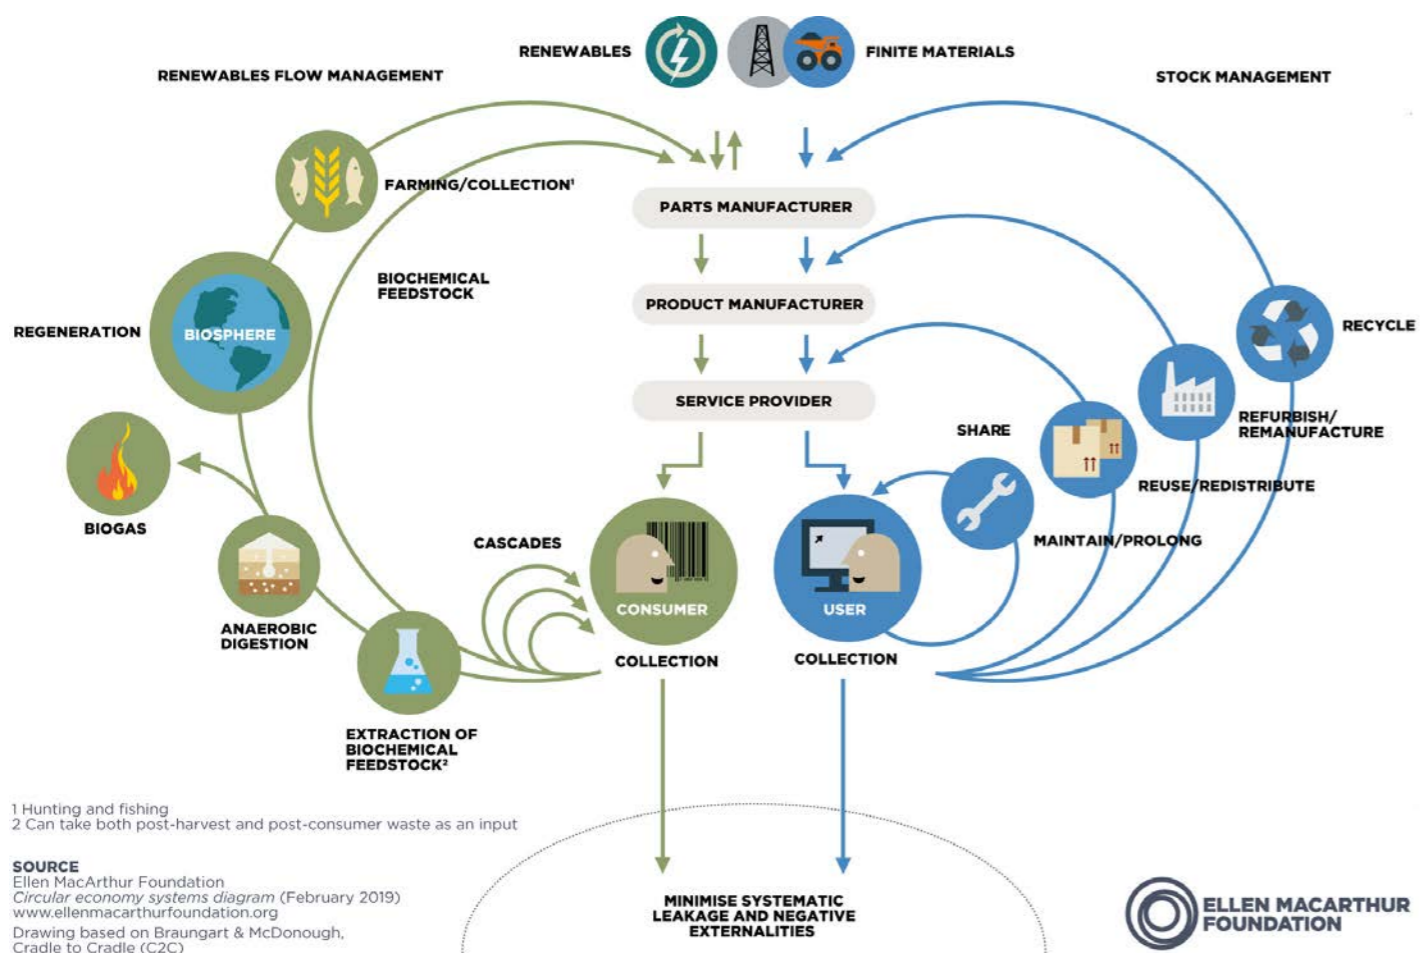 RENEWABLES
FINITE MATERIALS
RENEWABLES FLOW MANAGEMENT
STOCK MANAGEMENT
FARMING/COLLECTION¹
PARTS MANUFACTURER
BIOCHEMICAL
FEEDSTOCK
PRODUCT MANUFACTURER
REGENERATION
BIOSPHERE
RECYCLE
SERVICE PROVIDER
SHARE
REFURBISH/
REMANUFACTURE
REUSE/REDISTRIBUTE
BIOGAS
CASCADES
MAINTAIN/PROLONG
CONSUMER
USER
ANAEROBIC
DIGESTION
COLLECTION
COLLECTION
EXTRACTION OF
BIOCHEMICAL
FEEDSTOCK²
1 Hunting and fishing
2 Can take both post-harvest and post-consumer waste as an input
SOURCE
Ellen MacArthur Foundation
Circular economy systems diagram (February 2019)
www.ellenmacarthurfoundation.org
Drawing based on Braungart & McDonough,
Cradle to Cradle (C2C)
MINIMISE SYSTEMATIC
LEAKAGE AND NEGATIVE
EXTERNALITIES
ELLEN MACARTHUR
FOUNDATION